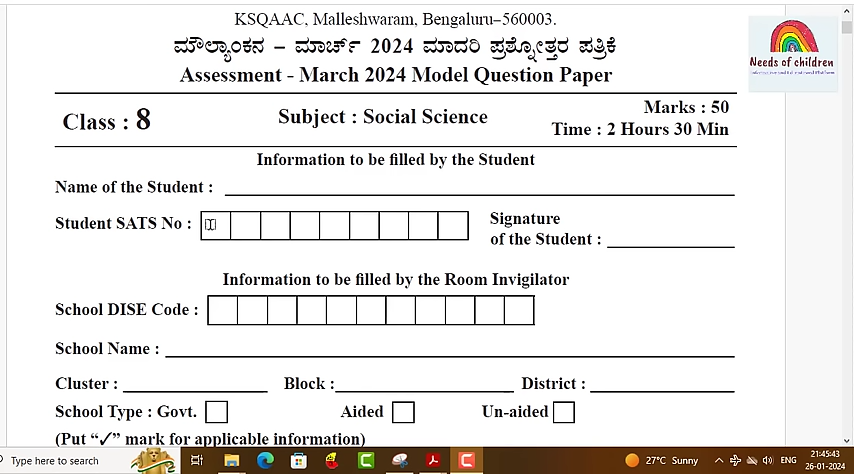 KSQAAC, Malleshwaram, Bengaluru–560003.
ಮೌಲ್ಯಾಂಕನ – ಮಾರ್ಚ್ 2024 ಮಾದರಿ ಪ್ರಶ್ನೋತ್ತರ ಪತ್ರಿಕೆ
Assessment - March 2024 Model Question Paper
Needs of children
Class : 8
Subject : Social Science
Marks : 50
Time : 2 Hours 30 Min
Information to be filled by the Student
Name of the Student :
Student SATS No :
Signature
of the Student :
Information to be filled by the Room Invigilator
School DISE Code :
School Name :
Cluster : Block : District :
School Type : Govt. Aided Un-aided
(Put “✓” mark for applicable information)
Type here to search
27°C Sunny
ENG
21:45:43
26-01-2024